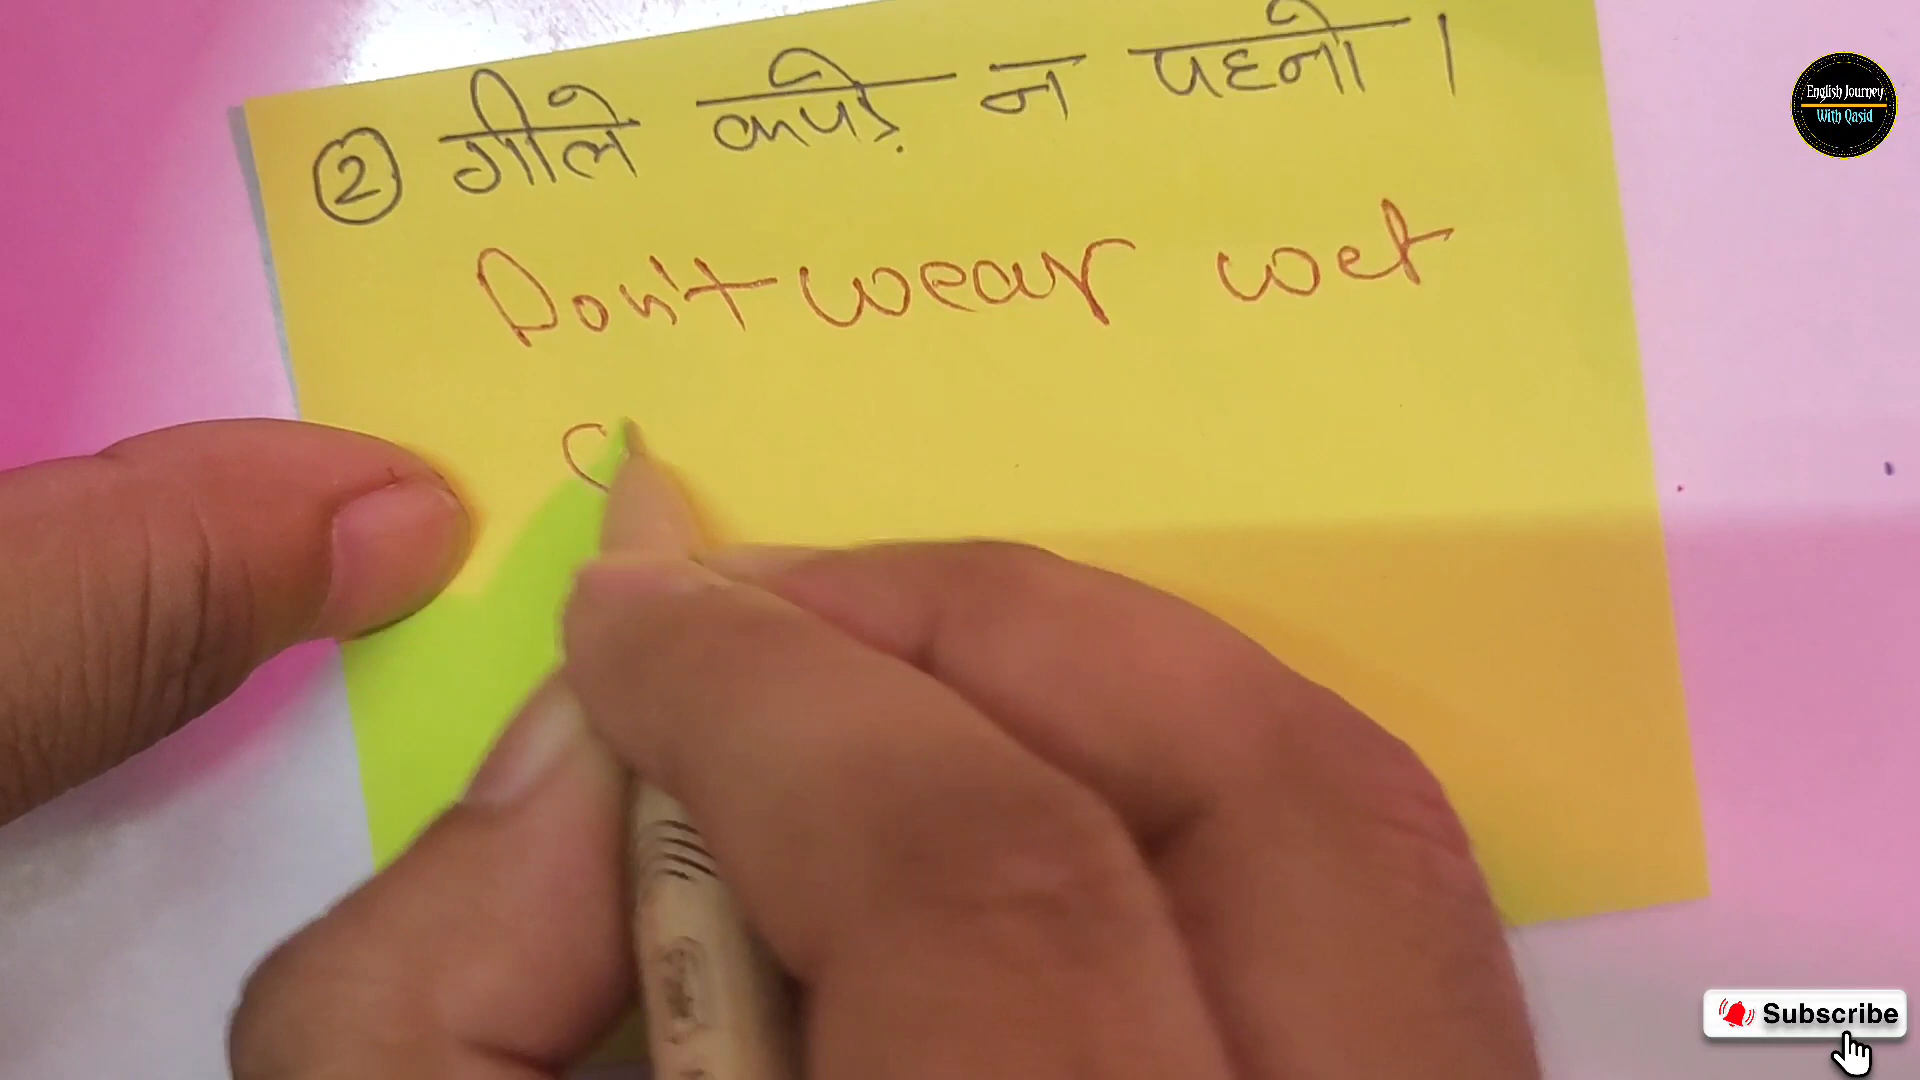 ② गीले कपड़े न पहनो ।
Don't wear wet
C
English Journey
With Qasid
Subscribe